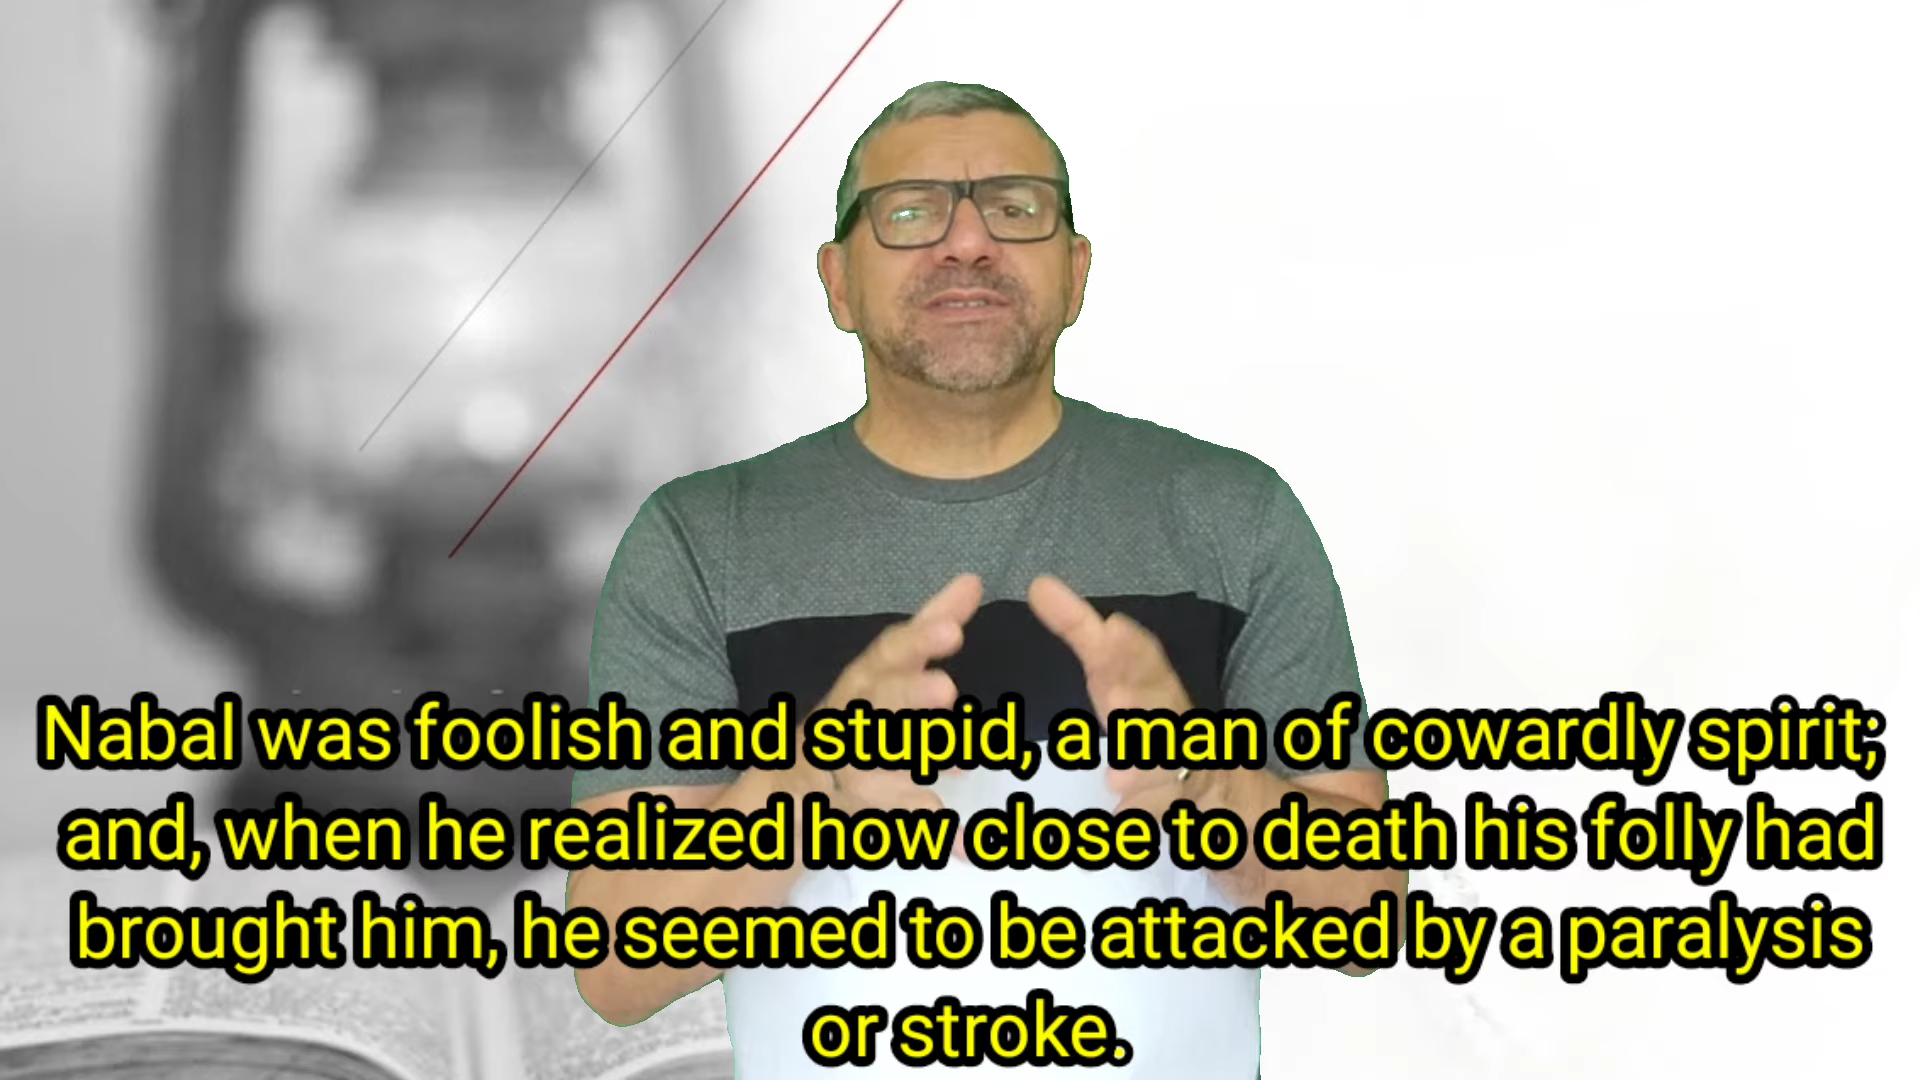 Nabal was foolish and stupid, a man of cowardly spirit;
and, when he realized how close to death his folly had
brought him, he seemed to be attacked by a paralysis
or stroke.